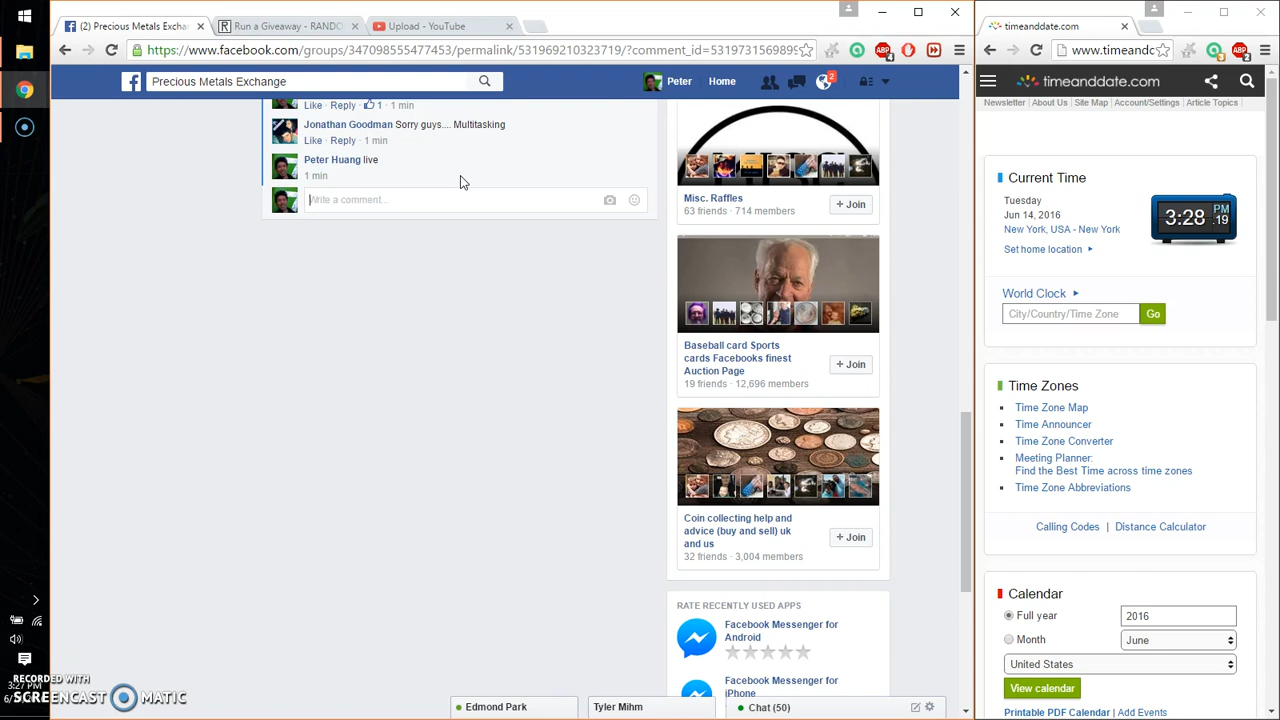 (2) Precious Metals Excha
Run a Giveaway - RANDO
Upload - YouTube
timeanddate.com
https://www.facebook.com/groups/347098555477453/permalink/531969210323719/?comment_id=5319731569899
www.timeandc
Precious Metals Exchange
Peter
Home
2
timeanddate.com
Newsletter
About Us
Site Map
Account/Settings
Article Topics
Like · Reply · 1 · 1 min
Jonathan Goodman Sorry guys.... Multitasking
Like · Reply · 1 min
Peter Huang live
1 min
Write a comment...
Misc. Raffles
63 friends · 714 members
+ Join
Baseball card Sports
cards Facebooks finest
Auction Page
19 friends · 12,696 members
+ Join
Coin collecting help and
advice (buy and sell) uk
and us
32 friends · 3,004 members
+ Join
RATE RECENTLY USED APPS
Facebook Messenger for
Android
Facebook Messenger for
iPhone
Edmond Park
Tyler Mihm
Chat (50)
Current Time
Tuesday
Jun 14, 2016
New York, USA - New York
Set home location
3:28 PM .19
World Clock
City/Country/Time Zone
Go
Time Zones
Time Zone Map
Time Announcer
Time Zone Converter
Meeting Planner:
Find the Best Time across time zones
Time Zone Abbreviations
Calling Codes | Distance Calculator
Calendar
Full year
2016
Month
June
United States
View calendar
Printable PDF Calendar | Add Events
RECORDED WITH
SCREENCAST MATIC
3:27 PM